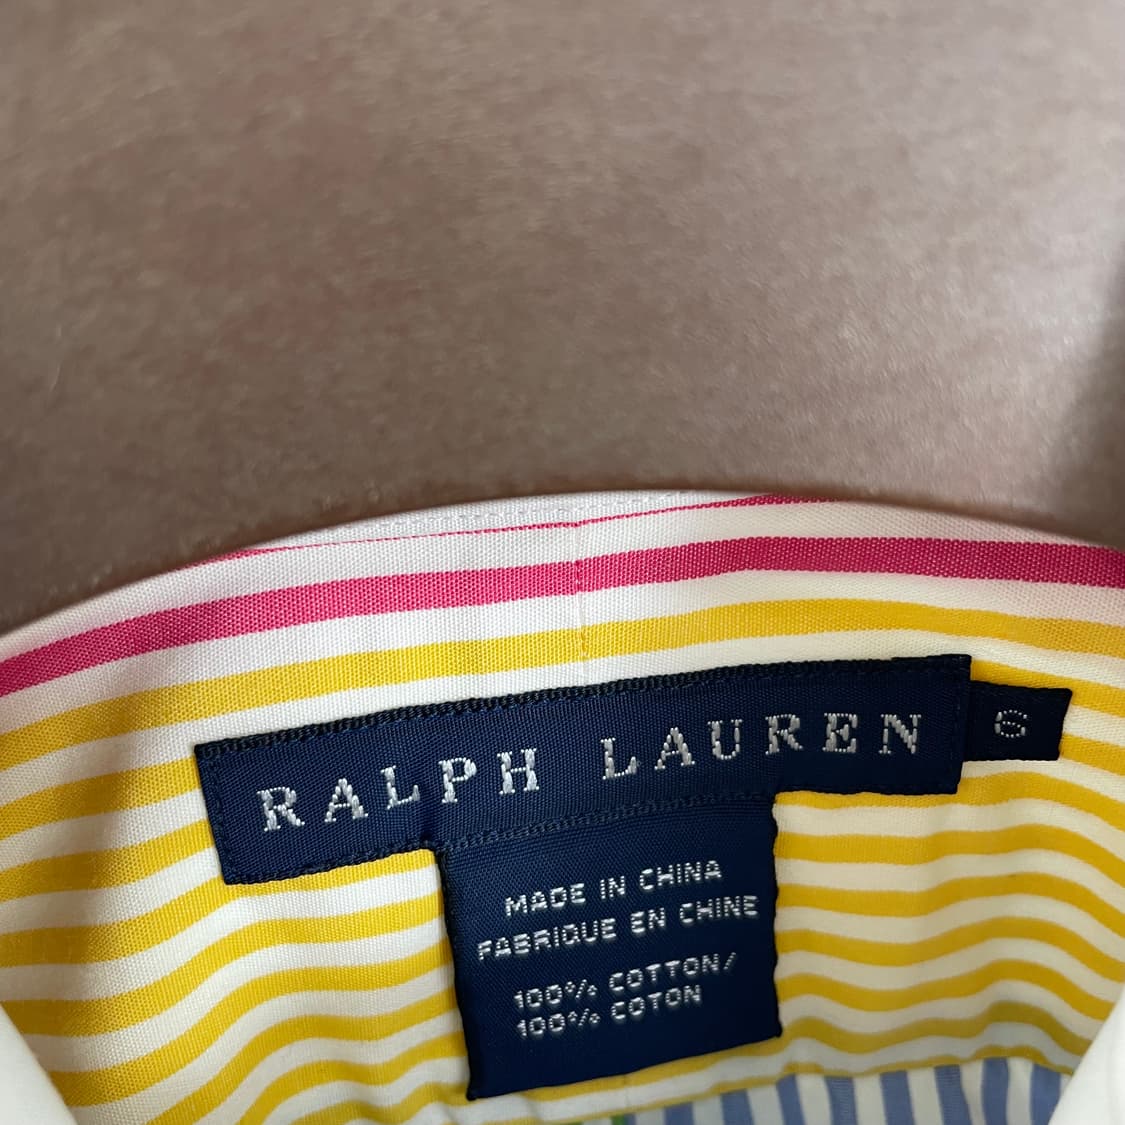 RALPH LAUREN
6
MADE IN CHINA
FABRIQUE EN CHINE
100% COTTON/
100% COTON